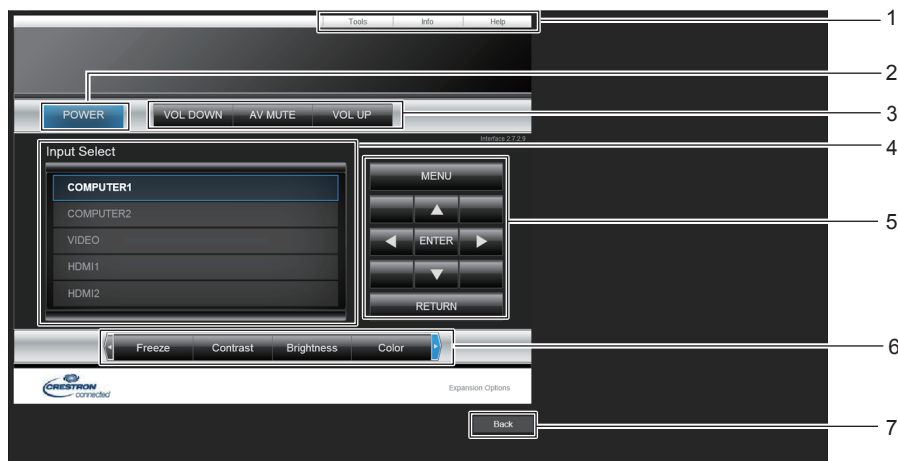 Tools Info Help 1
2
POWER VOL DOWN AV MUTE VOL UP 3
Interface 2.7.2.9
4
Input Select
MENU
COMPUTER1
COMPUTER2
5
VIDEO
ENTER
HDMI1
HDMI2
RETURN
Freeze Contrast Brightness Color 6
CRESTRON
connected
Expansion Options
Back 7